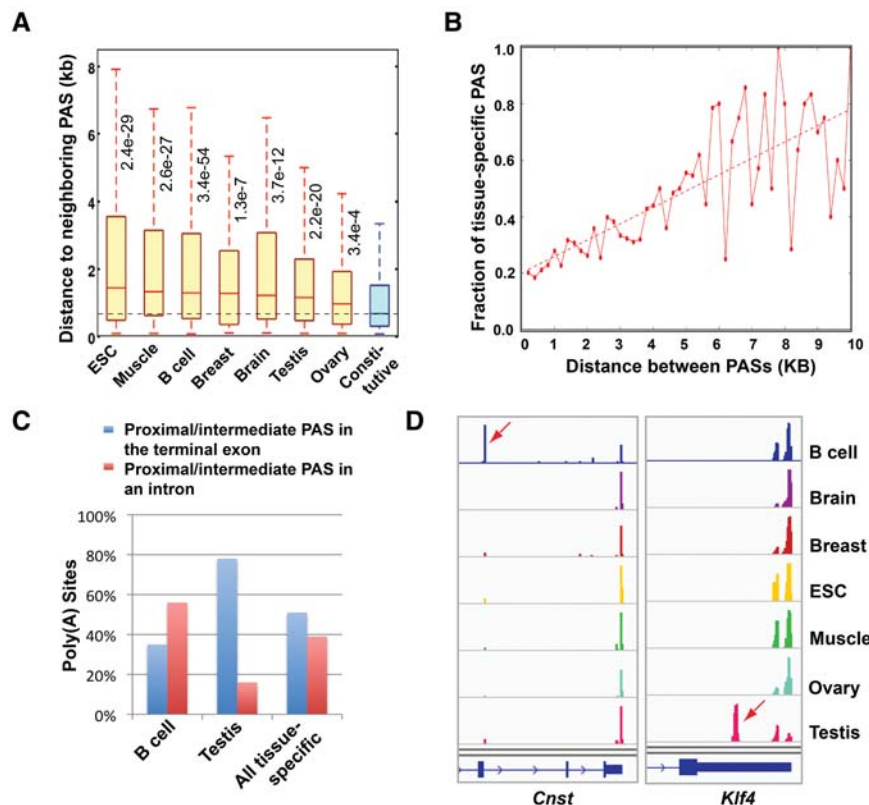 A
Distance to neighboring PAS (kb)
8
6
4
2
0
2.4e-29
2.6e-27
3.4e-54
1.3e-7
3.7e-12
2.2e-20
3.4e-4
ESC
Muscle
B cell
Breast
Brain
Testis
Ovary
Consti-
tutive
B
Fraction of tissue-specific PAS
1.0
0.8
0.6
0.4
0.2
0.0
0 1 2 3 4 5 6 7 8 9 10
Distance between PASs (KB)
C
Proximal/intermediate PAS in
the terminal exon
Proximal/intermediate PAS in
an intron
Poly(A) Sites
100%
80%
60%
40%
20%
0%
B cell
Testis
All tissue-
specific
D
B cell
Brain
Breast
ESC
Muscle
Ovary
Testis
Cnst
Klf4